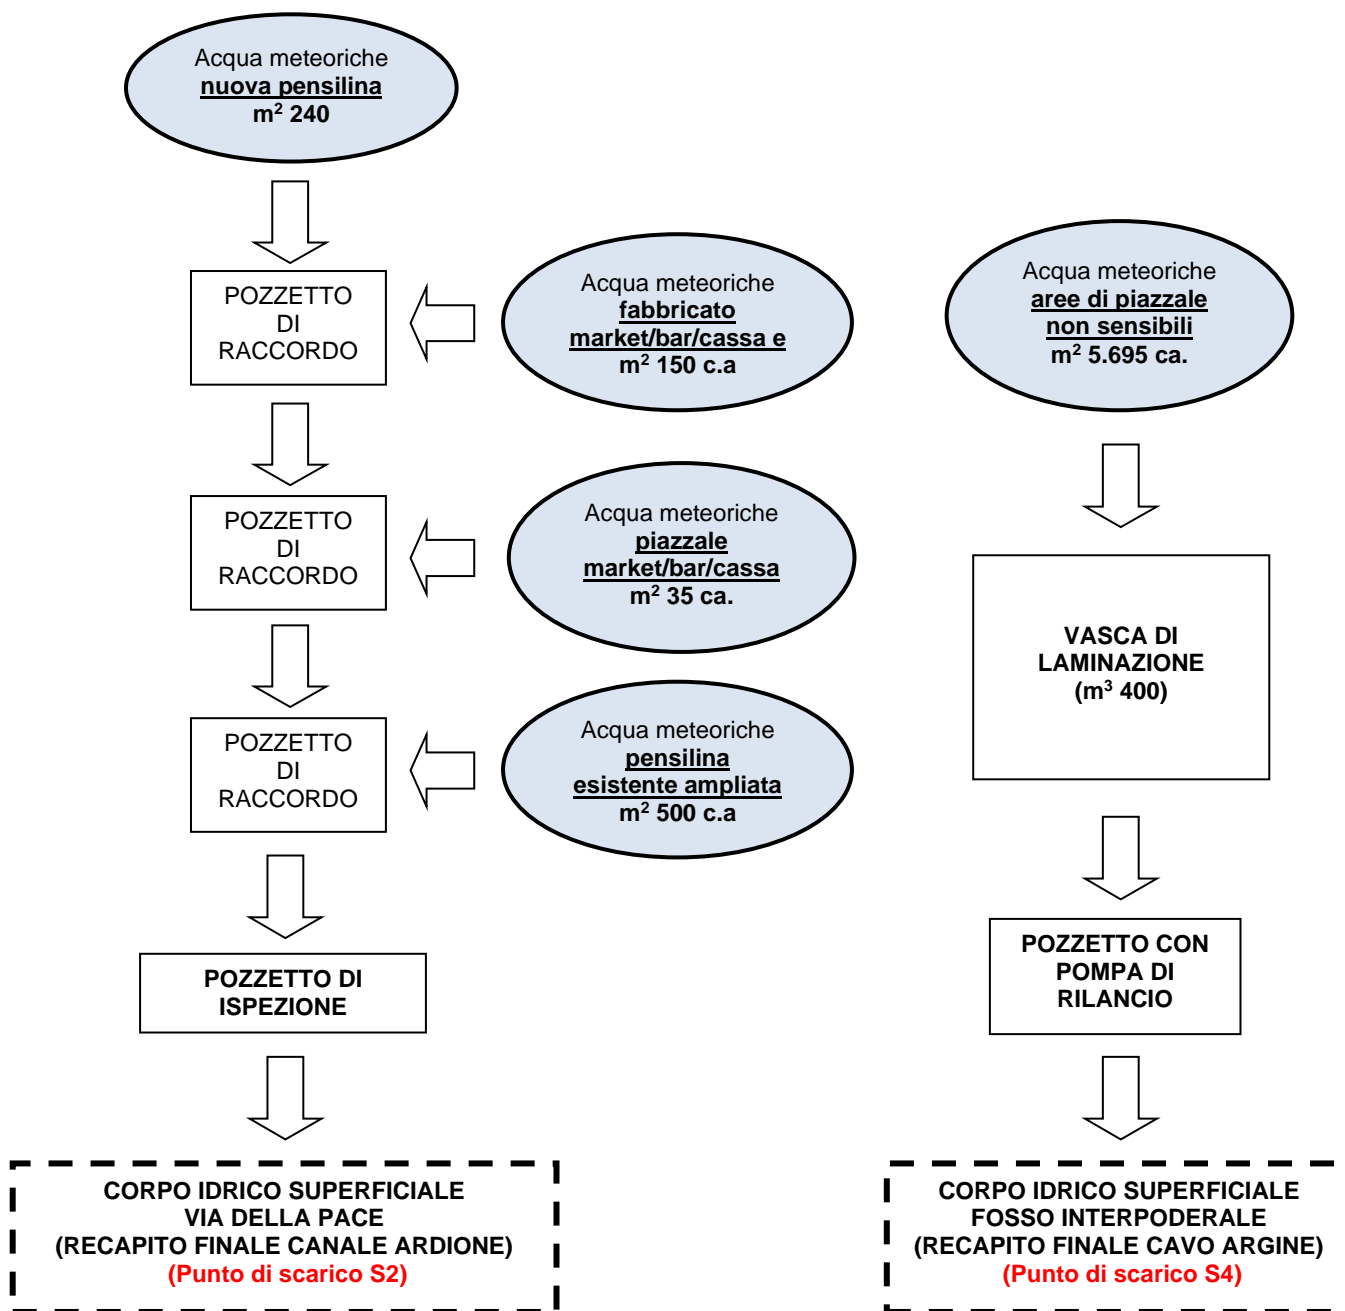 Acqua meteoriche
nuova pensilina
m² 240
POZZETTO
DI
RACCORDO
Acqua meteoriche
fabbricato
market/bar/cassa e
m² 150 c.a
POZZETTO
DI
RACCORDO
Acqua meteoriche
piazzale
market/bar/cassa
m² 35 ca.
POZZETTO
DI
RACCORDO
Acqua meteoriche
pensilina
esistente ampliata
m² 500 c.a
POZZETTO DI
ISPEZIONE
CORPO IDRICO SUPERFICIALE
VIA DELLA PACE
(RECAPITO FINALE CANALE ARDIONE)
(Punto di scarico S2)
Acqua meteoriche
aree di piazzale
non sensibili
m² 5.695 ca.
VASCA DI
LAMINAZIONE
(m³ 400)
POZZETTO CON
POMPA DI
RILANCIO
CORPO IDRICO SUPERFICIALE
FOSSO INTERPODERALE
(RECAPITO FINALE CAVO ARGINE)
(Punto di scarico S4)